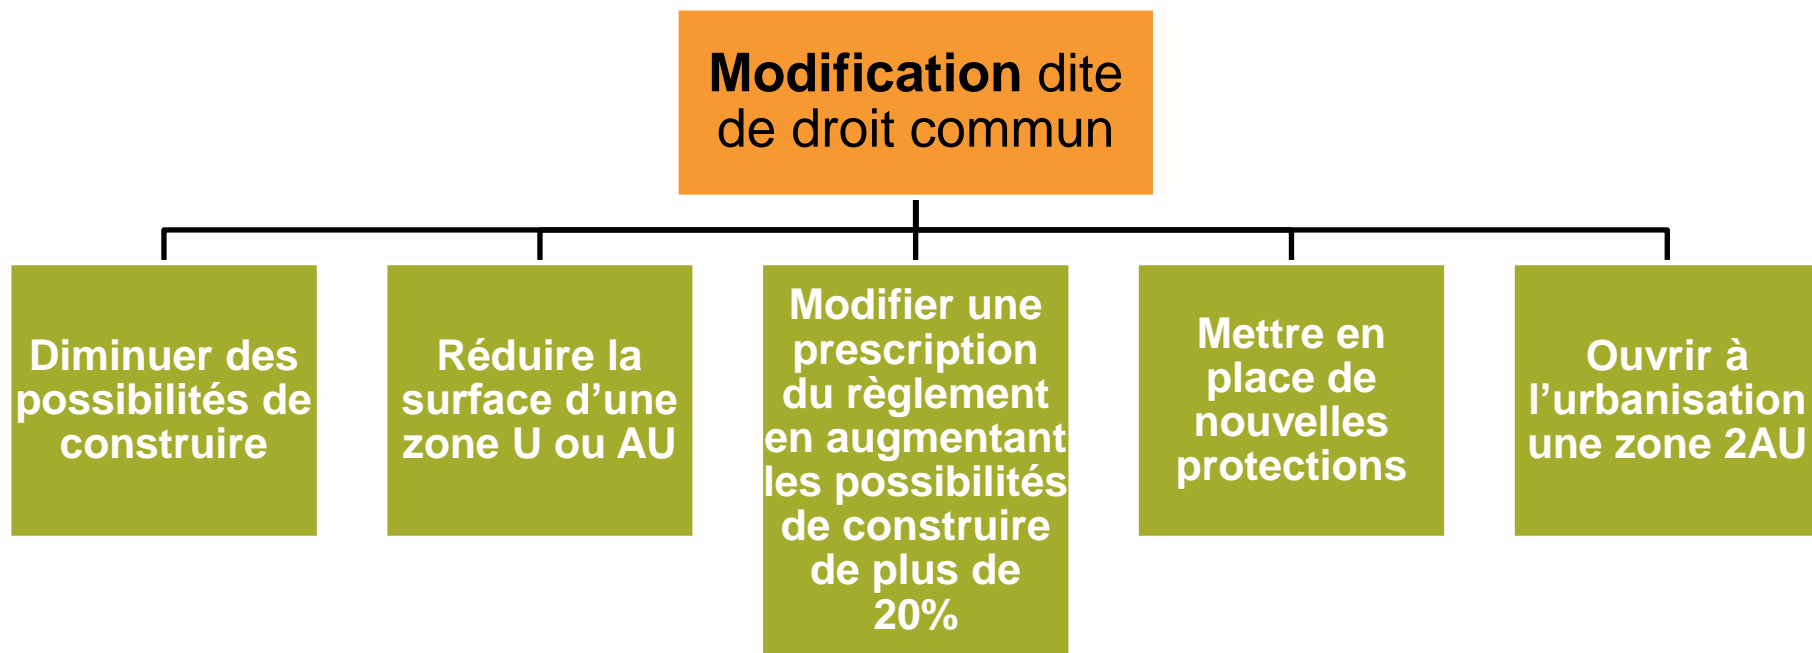 Modification dite
de droit commun
Diminuer des
possibilités de
construire
Réduire la
surface d’une
zone U ou AU
Modifier une
prescription
du règlement
en augmentant
les possibilités
de construire
de plus de
20%
Mettre en
place de
nouvelles
protections
Ouvrir à
l’urbanisation
une zone 2AU